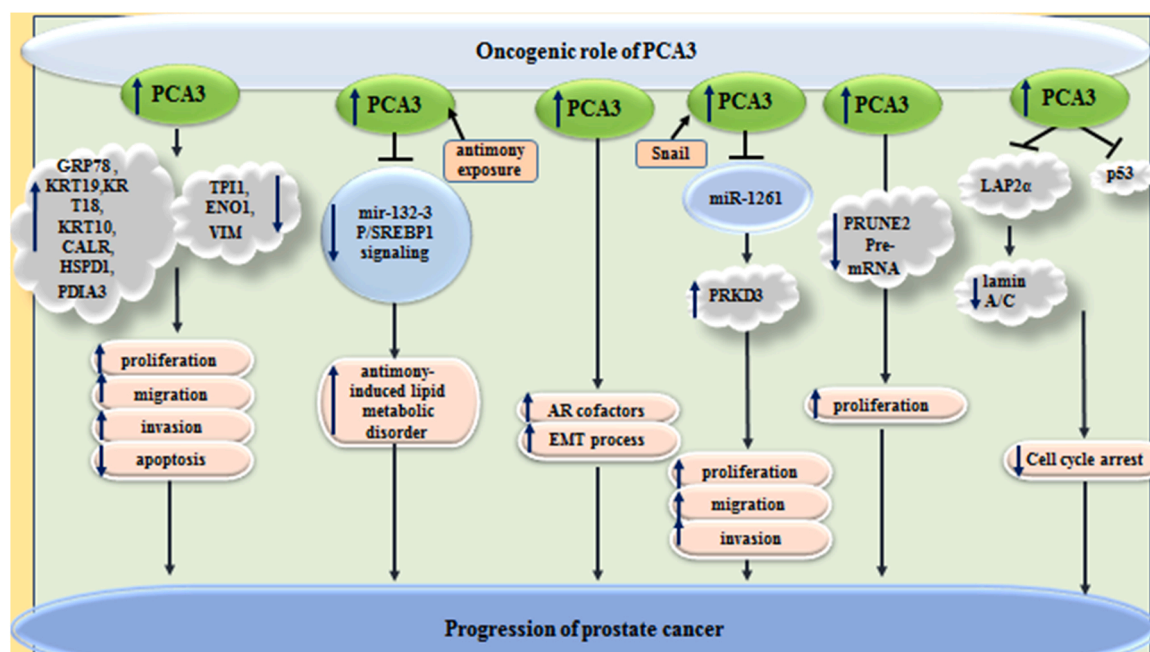 Oncogenic role of PCA3
PCA3
PCA3
PCA3
PCA3
PCA3
PCA3
antimony
exposure
Snail
GRP78 ,
KRT19,KR
T18,
KRT10,
CALR,
HSPD1,
PDIA3
TPI1,
ENO1,
VIM
mir-132-3
P/SREBP1
signaling
miR-1261
PRKD3
PRUNE2
Pre-
mRNA
LAP2α
p53
lamin
A/C
proliferation
migration
invasion
apoptosis
antimony-
induced lipid
metabolic
disorder
AR cofactors
EMT process
proliferation
migration
invasion
proliferation
Cell cycle arrest
Progression of prostate cancer